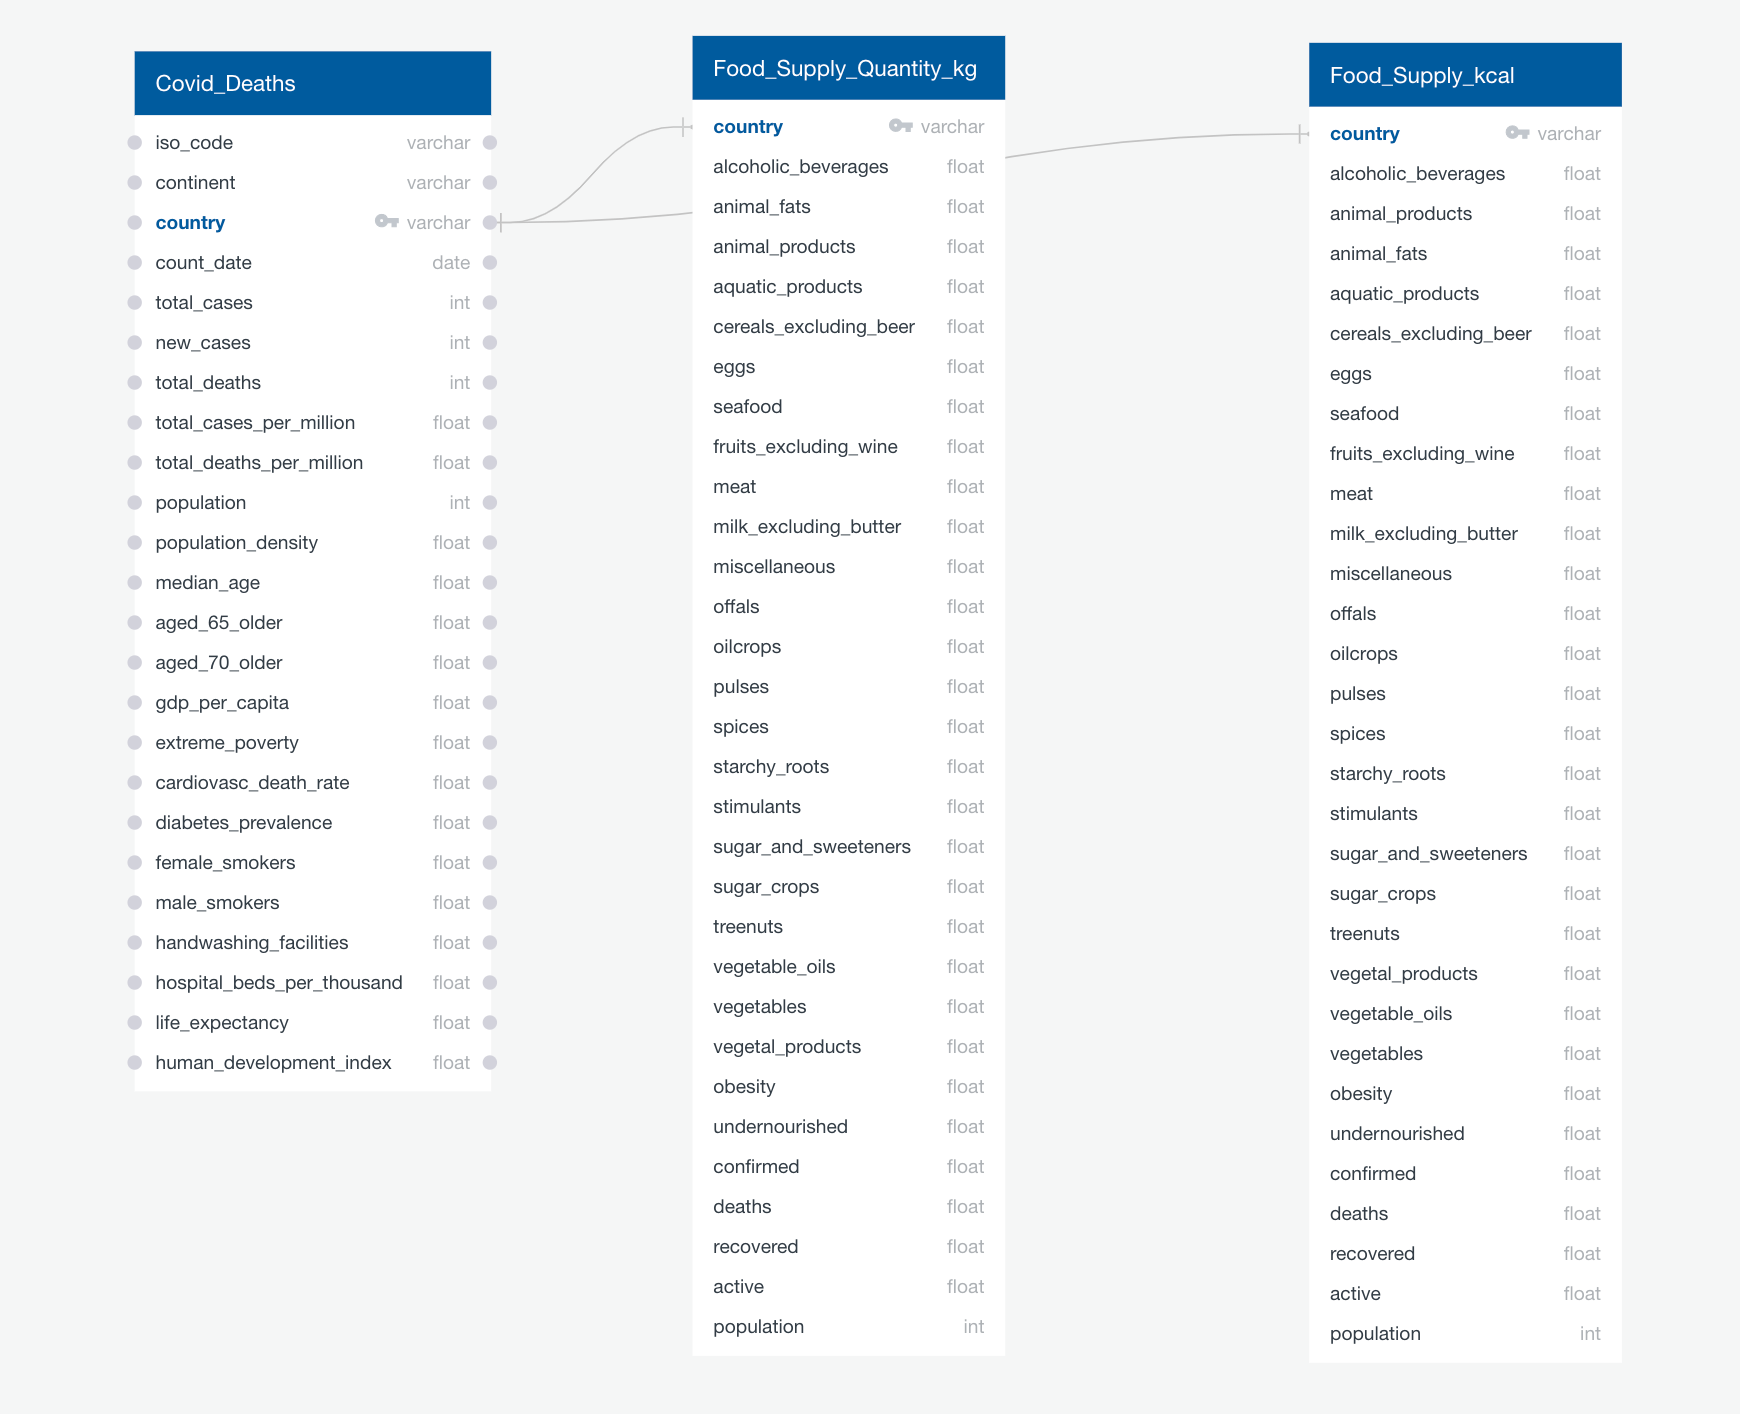 Covid_Deaths
iso_code varchar
continent varchar
country varchar
count_date date
total_cases int
new_cases int
total_deaths int
total_cases_per_million float
total_deaths_per_million float
population int
population_density float
median_age float
aged_65_older float
aged_70_older float
gdp_per_capita float
extreme_poverty float
cardiovasc_death_rate float
diabetes_prevalence float
female_smokers float
male_smokers float
handwashing_facilities float
hospital_beds_per_thousand float
life_expectancy float
human_development_index float
Food_Supply_Quantity_kg
country varchar
alcoholic_beverages float
animal_fats float
animal_products float
aquatic_products float
cereals_excluding_beer float
eggs float
seafood float
fruits_excluding_wine float
meat float
milk_excluding_butter float
miscellaneous float
offals float
oilcrops float
pulses float
spices float
starchy_roots float
stimulants float
sugar_and_sweeteners float
sugar_crops float
treenuts float
vegetable_oils float
vegetables float
vegetal_products float
obesity float
undernourished float
confirmed float
deaths float
recovered float
active float
population int
Food_Supply_kcal
country varchar
alcoholic_beverages float
animal_products float
animal_fats float
aquatic_products float
cereals_excluding_beer float
eggs float
seafood float
fruits_excluding_wine float
meat float
milk_excluding_butter float
miscellaneous float
offals float
oilcrops float
pulses float
spices float
starchy_roots float
stimulants float
sugar_and_sweeteners float
sugar_crops float
treenuts float
vegetal_products float
vegetable_oils float
vegetables float
obesity float
undernourished float
confirmed float
deaths float
recovered float
active float
population int